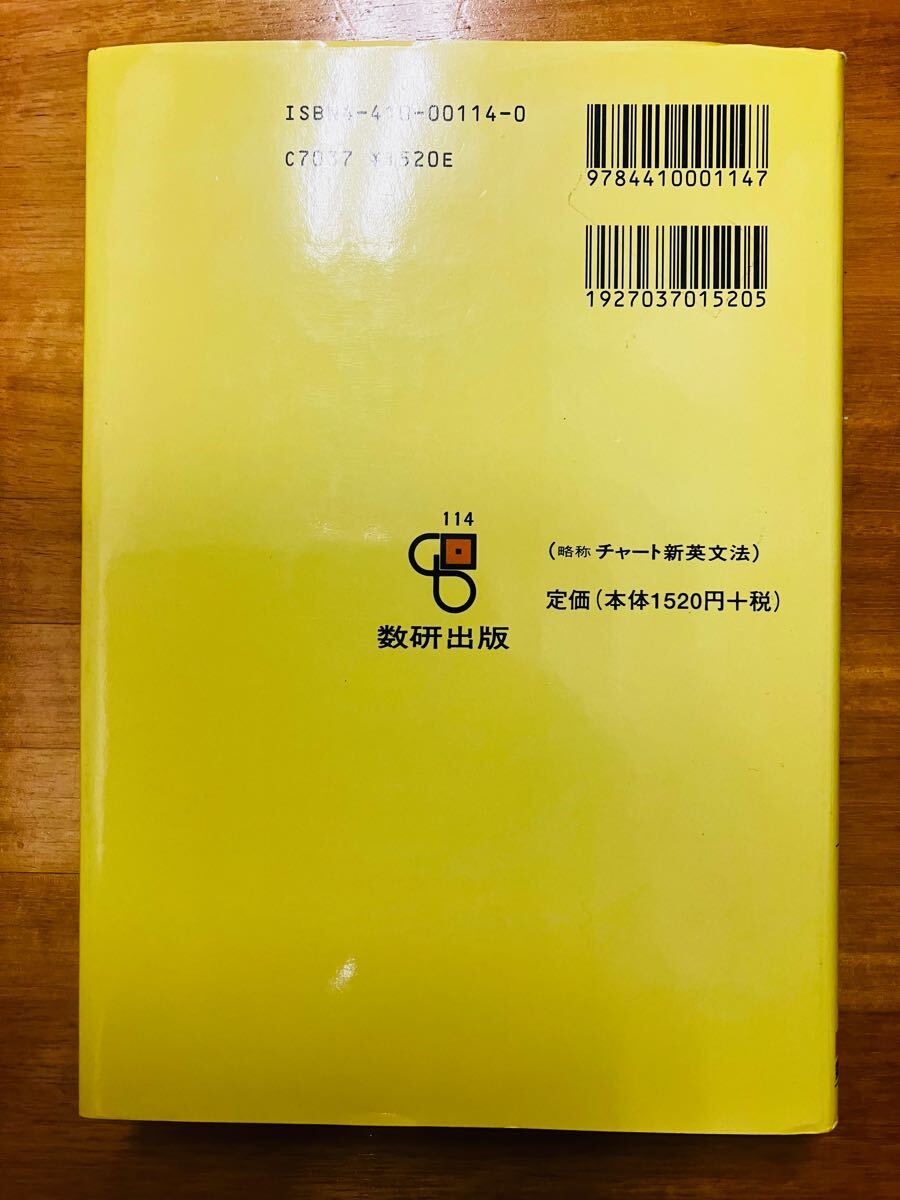 ISBN4-410-00114-0
C7037 ¥1520E
9784410001147
1927037015205
114
数研出版
(略称 チャート新英文法)
定価(本体1520円+税)